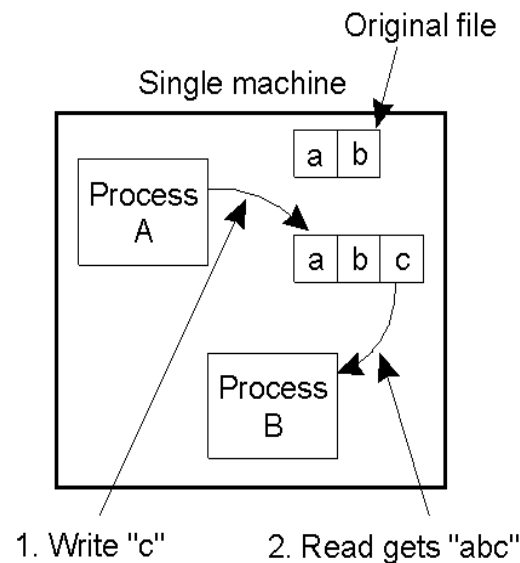 Original file
Single machine
a b
Process
A
a b c
Process
B
1. Write "c"
2. Read gets "abc"